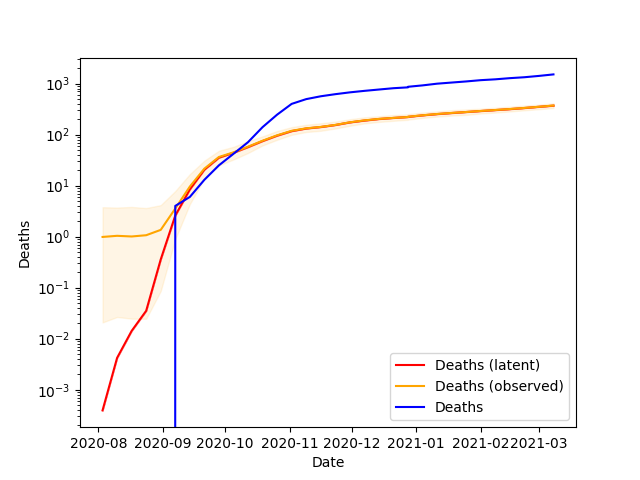 Deaths
10³
10²
10¹
10⁰
10⁻¹
10⁻²
10⁻³
Deaths (latent)
Deaths (observed)
Deaths
2020-08 2020-09 2020-10 2020-11 2020-12 2021-01 2021-02 2021-03
Date